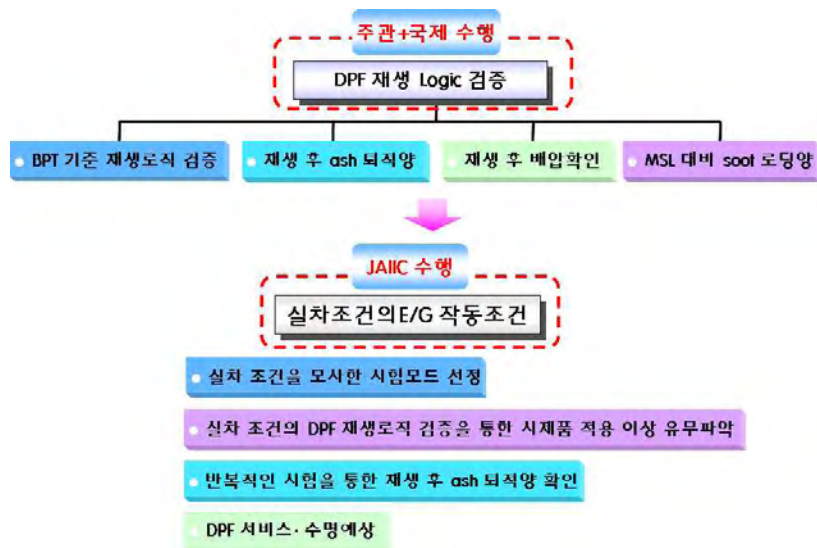 주관+국제 수행
DPF 재생 Logic 검증
BPT 기준 재생로직 검증
재생 후 ash 퇴적양
재생 후 배압확인
MSL 대비 soot 로딩양
JAIIC 수행
실차조건의E/G 작동조건
실차 조건을 모사한 시험모드 선정
실차 조건의 DPF 재생로직 검증을 통한 시제품 적용 이상 유무파악
반복적인 시험을 통한 재생 후 ash 퇴적양 확인
DPF 서비스· 수명예상